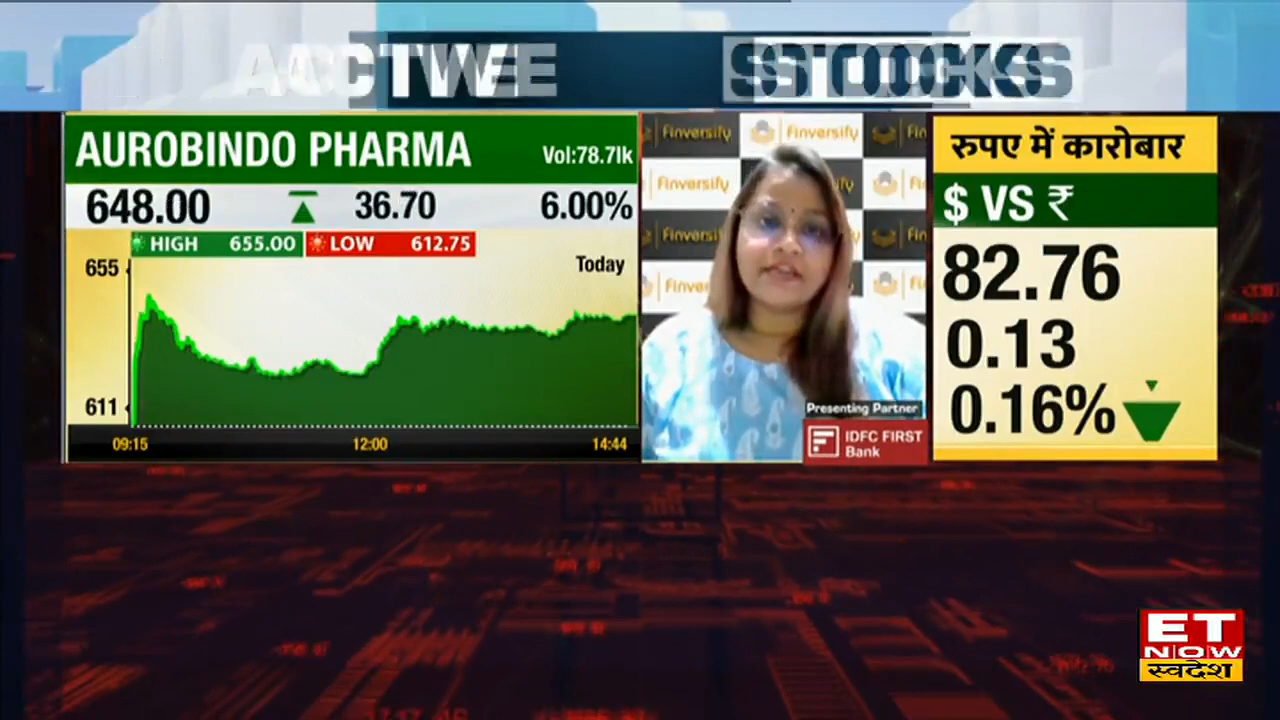 STOCKS
AUROBINDO PHARMA
Vol:78.7lk
648.00
36.70
6.00%
HIGH 655.00
LOW 612.75
Today
655
611
09:15
12:00
14:44
Finversify
Finversify
Finversify
Presenting Partner
IDFC FIRST
Bank
रुपए में कारोबार
$ VS ₹
82.76
0.13
0.16%
ET
NOW
स्वदेश